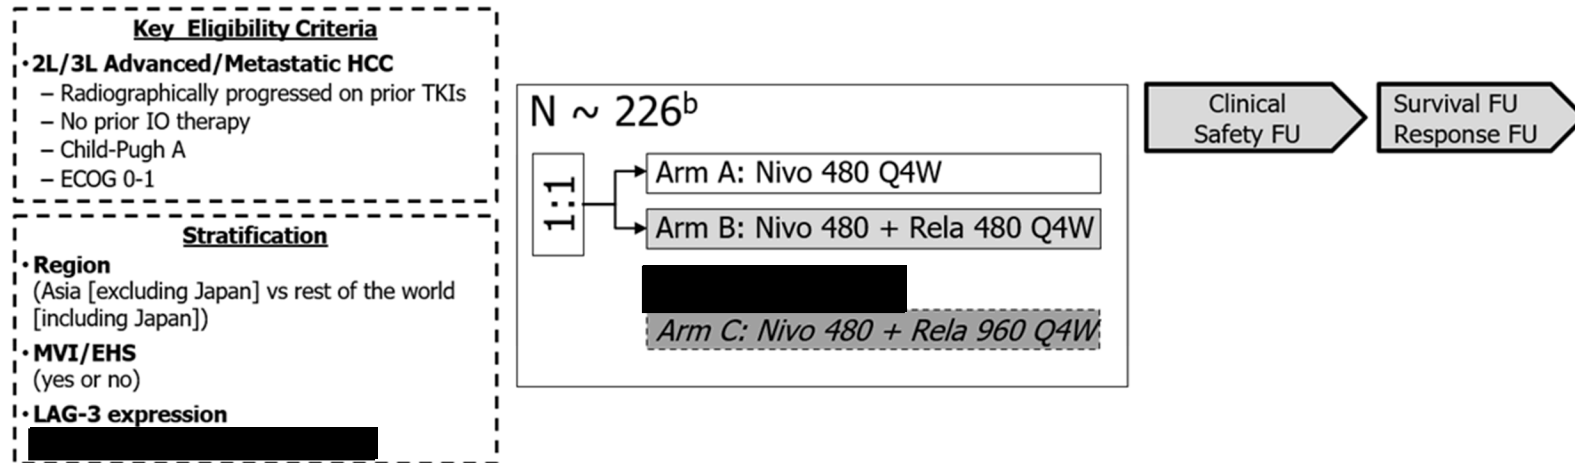 Key Eligibility Criteria
·2L/3L Advanced/Metastatic HCC
– Radiographically progressed on prior TKIs
– No prior IO therapy
– Child-Pugh A
– ECOG 0-1
Stratification
·Region
(Asia [excluding Japan] vs rest of the world
[including Japan])
·MVI/EHS
(yes or no)
·LAG-3 expression
N ~ 226ᵇ
1:1
Arm A: Nivo 480 Q4W
Arm B: Nivo 480 + Rela 480 Q4W
Arm C: Nivo 480 + Rela 960 Q4W
Clinical
Safety FU
Survival FU
Response FU